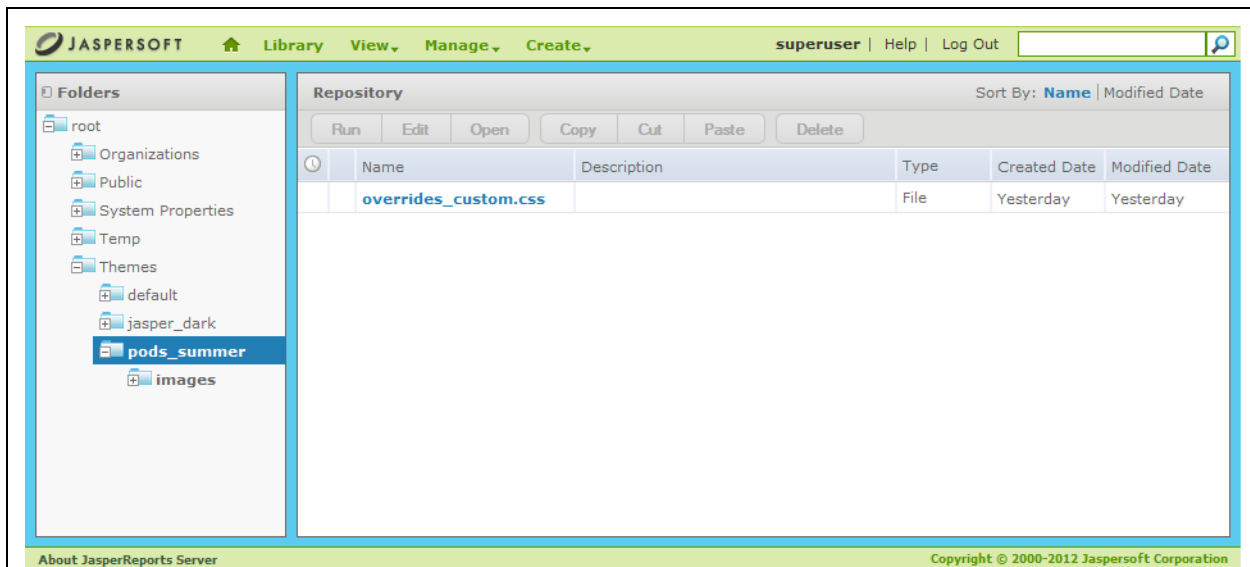 JASPERSOFT Library View Manage Create superuser | Help | Log Out
Folders
root
Organizations
Public
System Properties
Temp
Themes
default
jasper_dark
pods_summer
images
Repository Sort By: Name | Modified Date
Run Edit Open Copy Cut Paste Delete
Name Description Type Created Date Modified Date
overrides_custom.css File Yesterday Yesterday
About JasperReports Server Copyright © 2000-2012 Jaspersoft Corporation